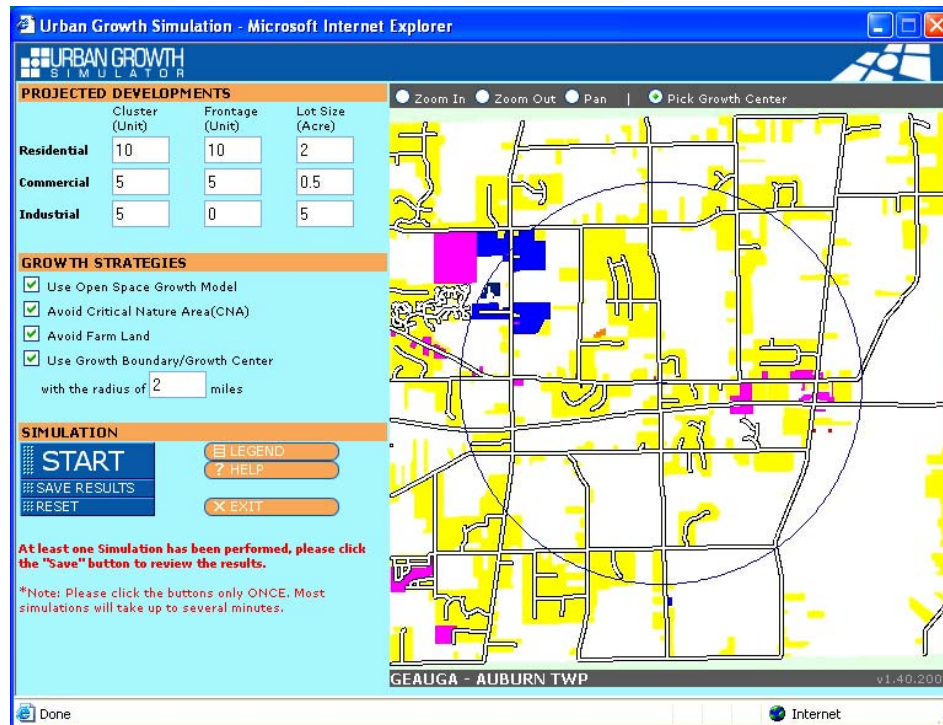 Urban Growth Simulation - Microsoft Internet Explorer
URBAN GROWTH
SIMULATOR
PROJECTED DEVELOPMENTS
Cluster (Unit) Frontage (Unit) Lot Size (Acre)
Residential 10 10 2
Commercial 5 5 0.5
Industrial 5 0 5
GROWTH STRATEGIES
Use Open Space Growth Model
Avoid Critical Nature Area(CNA)
Avoid Farm Land
Use Growth Boundary/Growth Center
with the radius of 2 miles
SIMULATION
START
SAVE RESULTS
RESET
LEGEND
? HELP
X EXIT
At least one Simulation has been performed, please click
the "Save" button to review the results.
*Note: Please click the buttons only ONCE. Most
simulations will take up to several minutes.
Zoom In Zoom Out Pan | Pick Growth Center
GEAUGA - AUBURN TWP
v1.40.200
Done
Internet